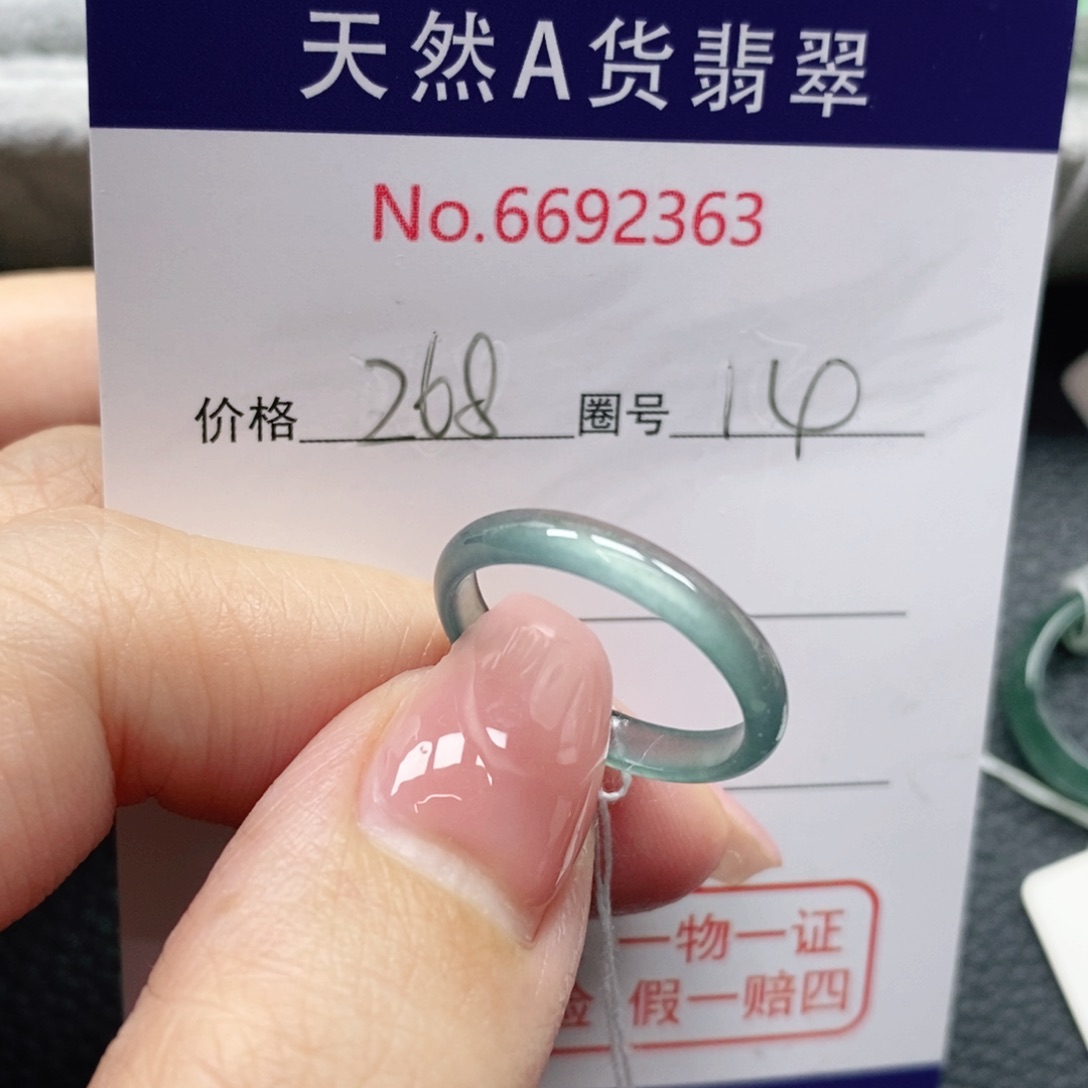 天然A货翡翠
No.6692363
价格 268 圈号 14
一物一证
假一赔四